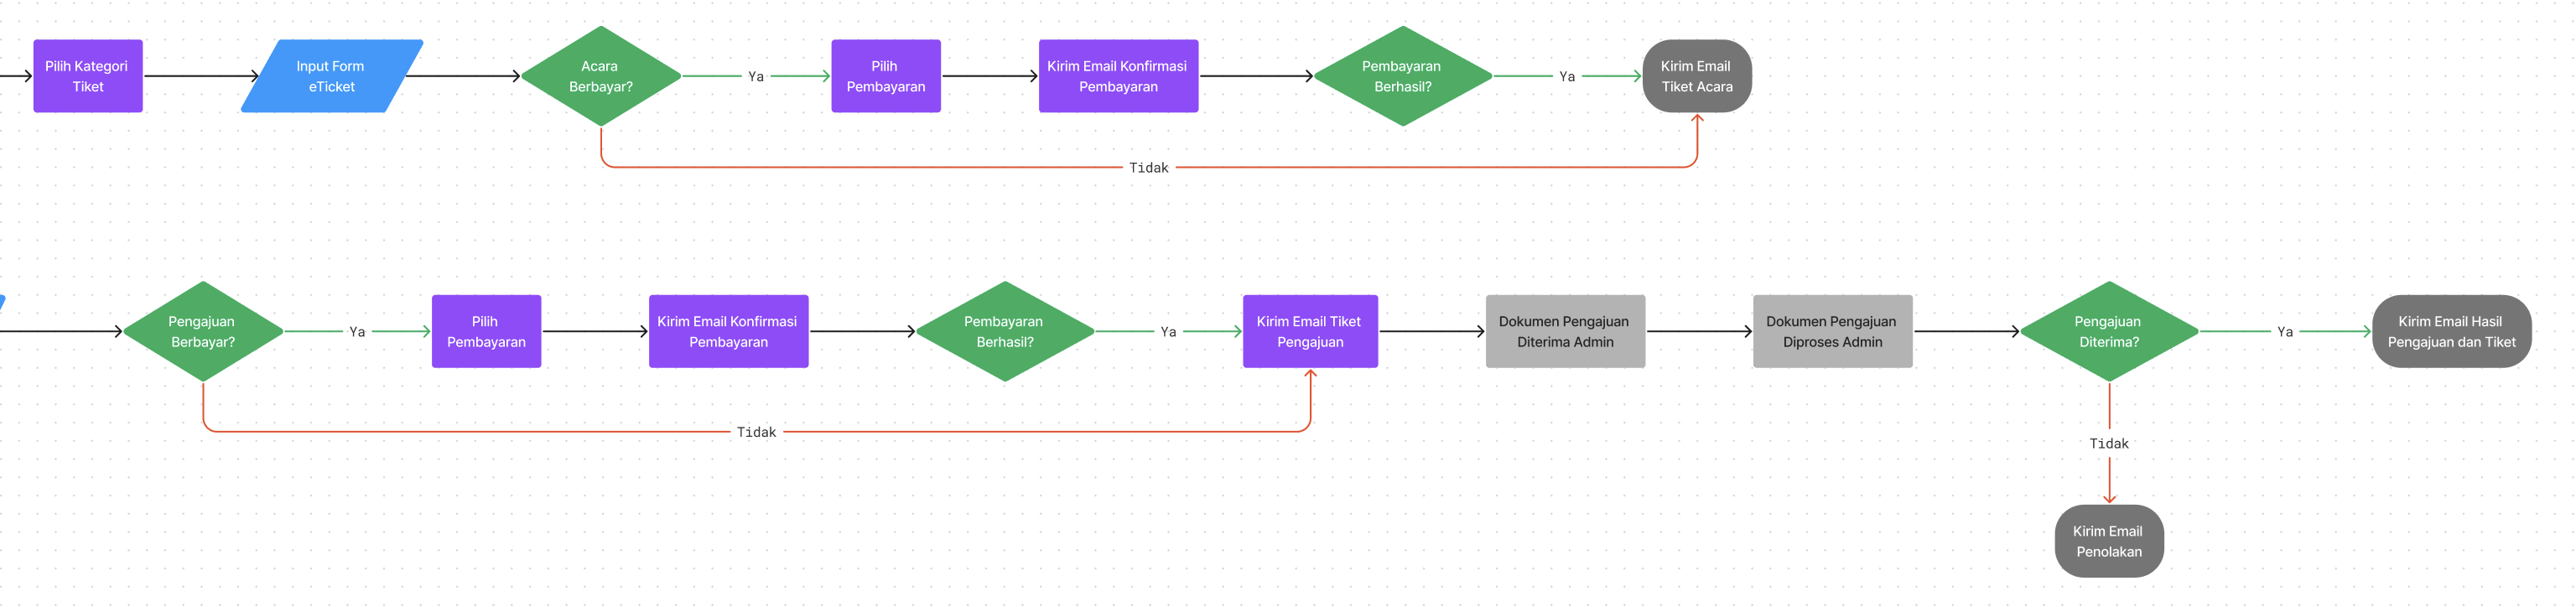 Pilih Kategori
Tiket
Input Form
eTicket
Acara
Berbayar?
Ya
Pilih
Pembayaran
Kirim Email Konfirmasi
Pembayaran
Pembayaran
Berhasil?
Ya
Kirim Email
Tiket Acara
Tidak
Pengajuan
Berbayar?
Ya
Pilih
Pembayaran
Kirim Email Konfirmasi
Pembayaran
Pembayaran
Berhasil?
Ya
Kirim Email Tiket
Pengajuan
Dokumen Pengajuan
Diterima Admin
Dokumen Pengajuan
Diproses Admin
Pengajuan
Diterima?
Ya
Kirim Email Hasil
Pengajuan dan Tiket
Tidak
Tidak
Kirim Email
Penolakan